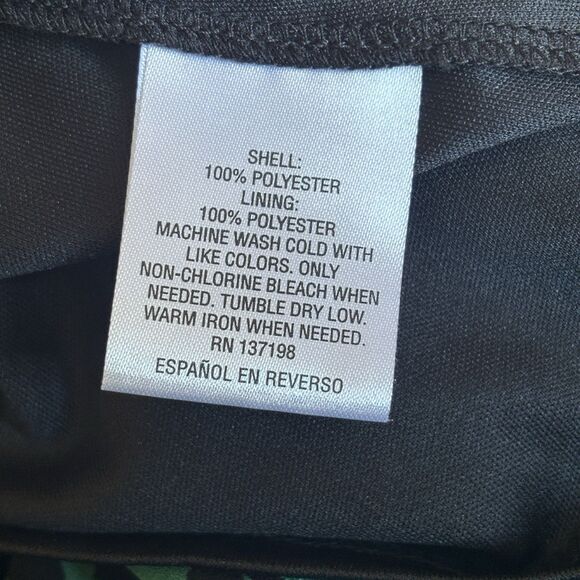 SHELL:
100% POLYESTER
LINING:
100% POLYESTER
MACHINE WASH COLD WITH
LIKE COLORS. ONLY
NON-CHLORINE BLEACH WHEN
NEEDED. TUMBLE DRY LOW.
WARM IRON WHEN NEEDED.
RN 137198
ESPAÑOL EN REVERSO